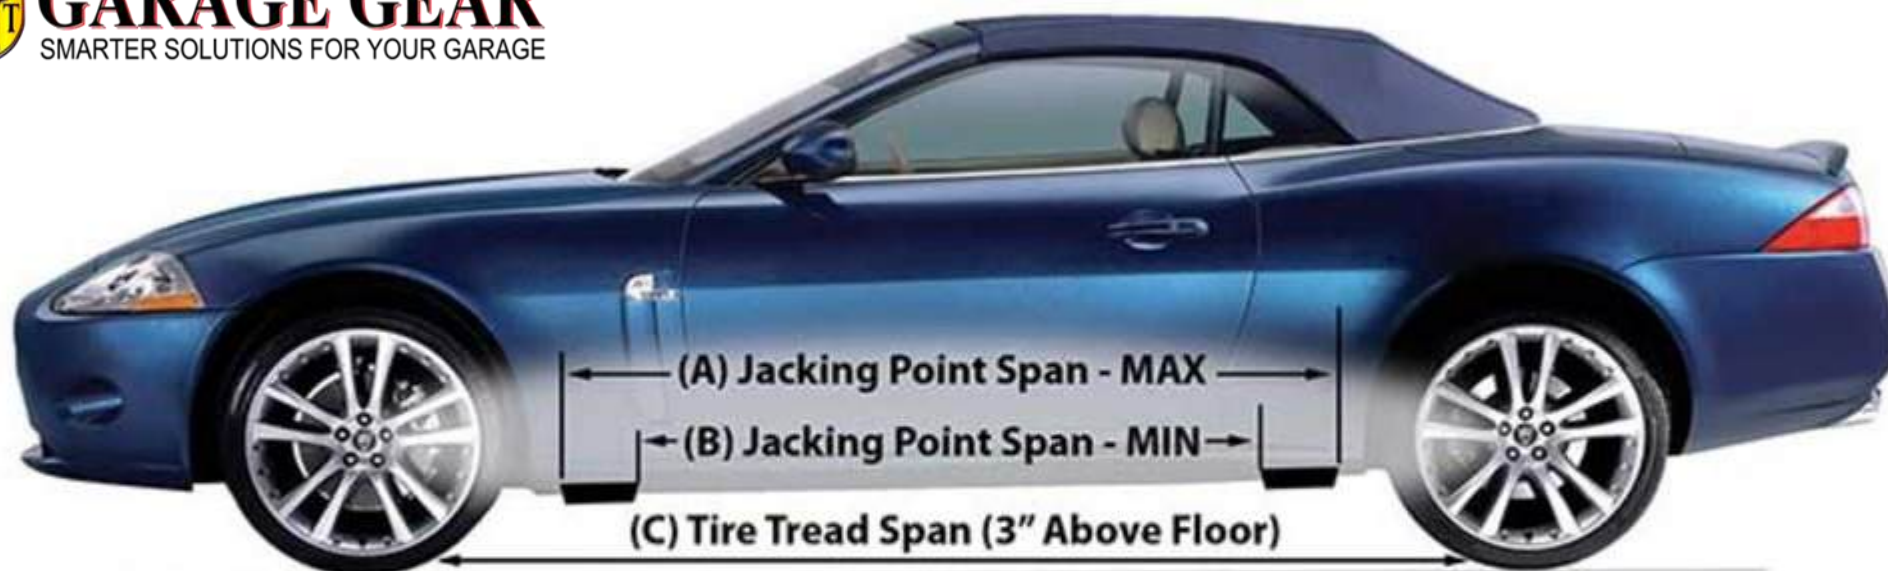 T
GARAGE GEAR
SMARTER SOLUTIONS FOR YOUR GARAGE
(A) Jacking Point Span - MAX
(B) Jacking Point Span - MIN
(C) Tire Tread Span (3" Above Floor)